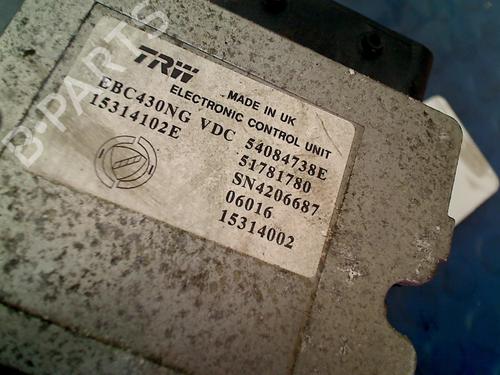 B-PARTS
TRW
MADE IN UK
ELECTRONIC CONTROL UNIT
EBC430NG VDC 54084738E
15314102E 51781780
SN4206687
06016
15314002